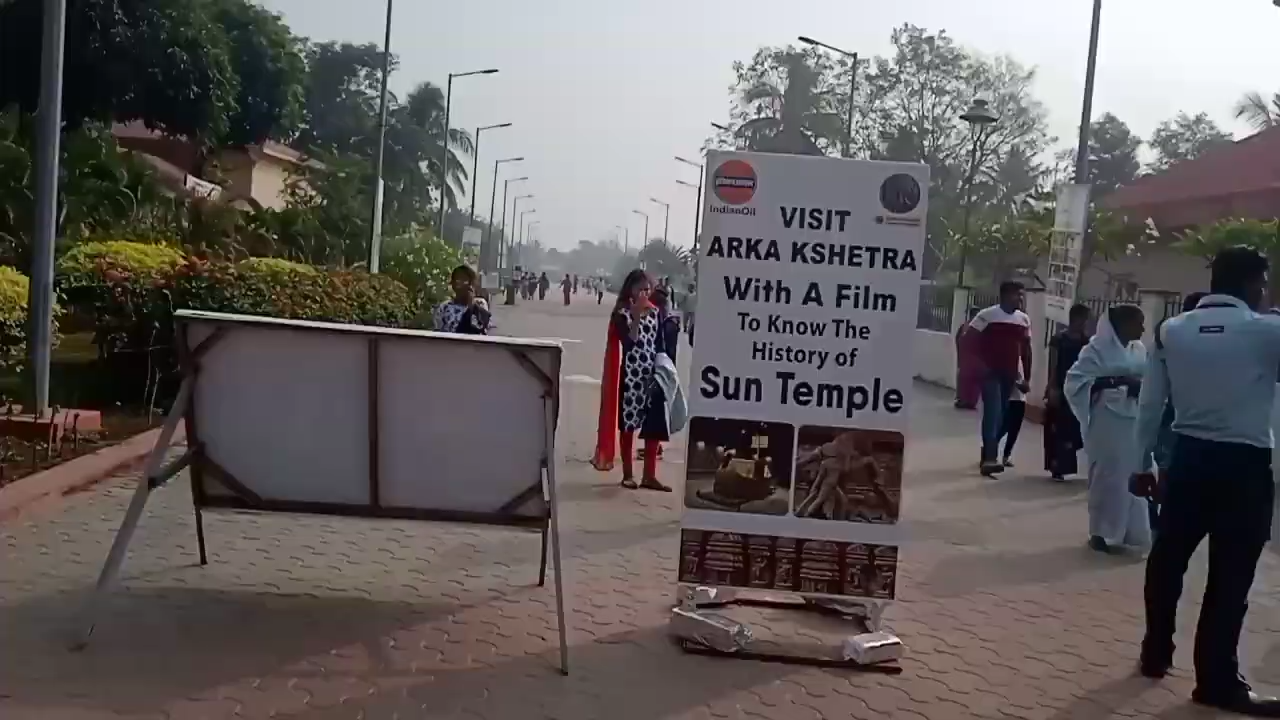 IndianOil
VISIT
ARKA KSHETRA
With A Film
To Know The
History of
Sun Temple